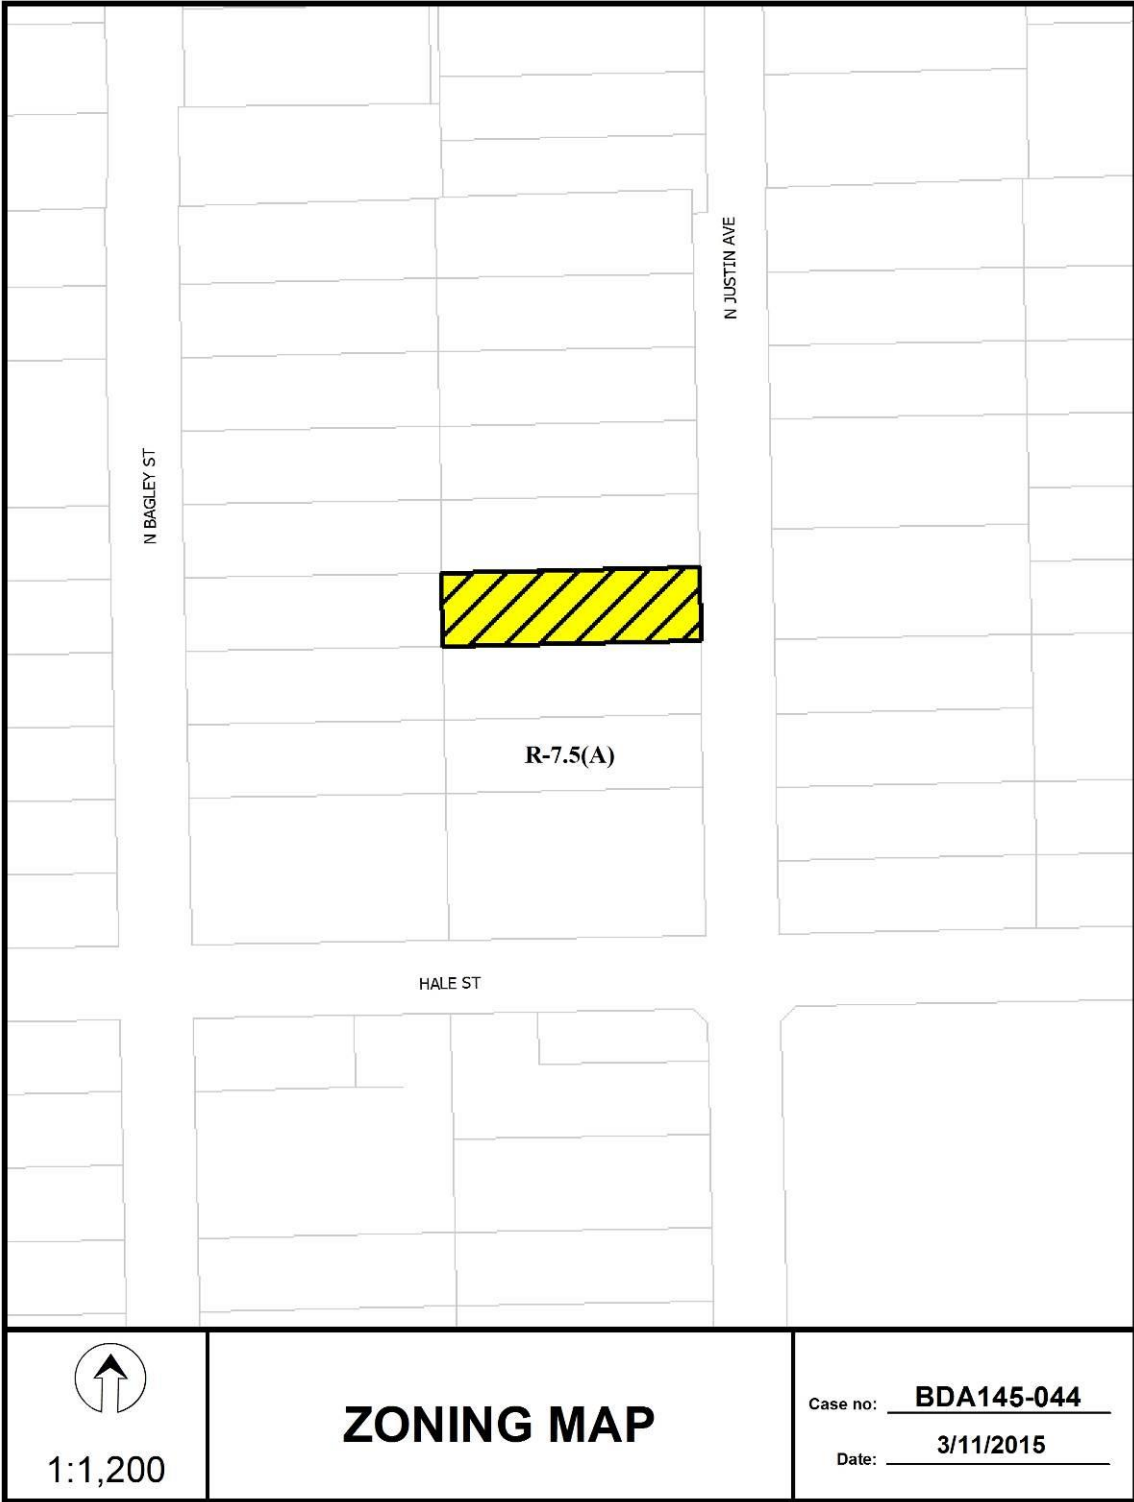 N JUSTIN AVE
N BAGLEY ST
R-7.5(A)
HALE ST
1:1,200
ZONING MAP
Case no: BDA145-044
Date: 3/11/2015